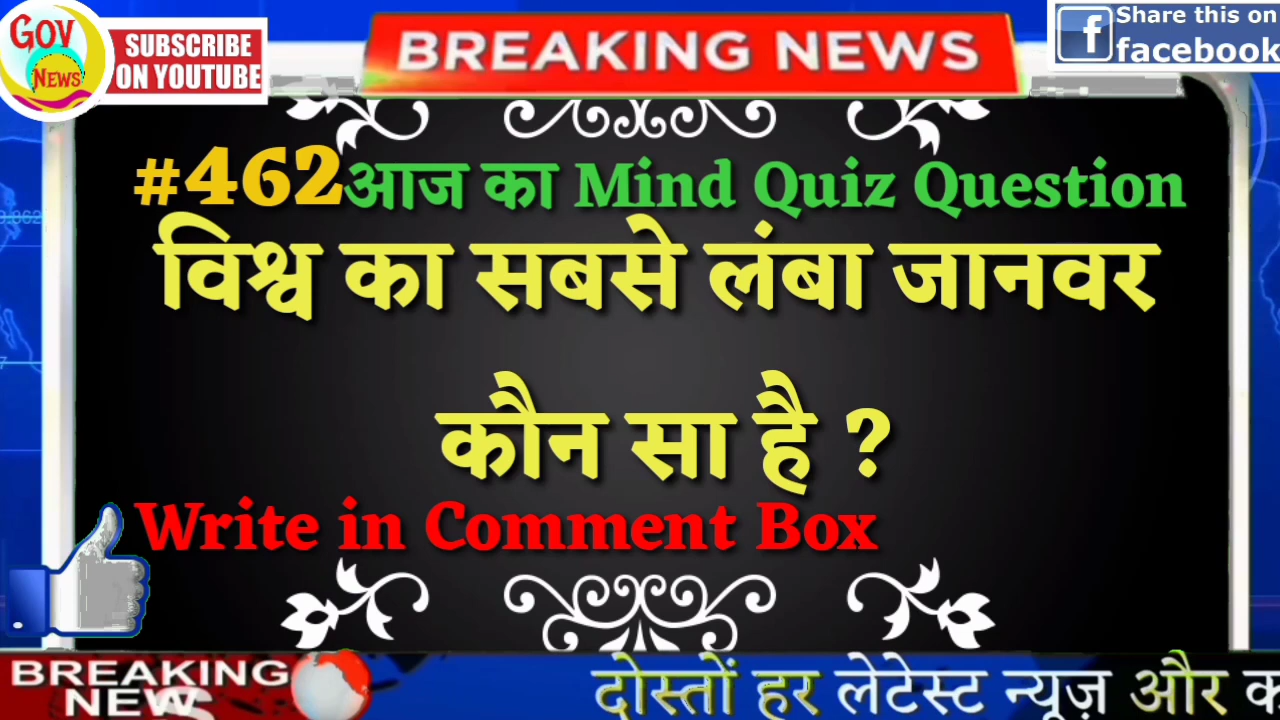 GOV
NEWS
SUBSCRIBE
ON YOUTUBE
BREAKING NEWS
f
Share this on
facebook
#462आज का Mind Quiz Question
विश्व का सबसे लंबा जानवर
कौन सा है ?
Write in Comment Box
BREAKING
NEWS
दोस्तों हर लेटेस्ट न्यूज़ और